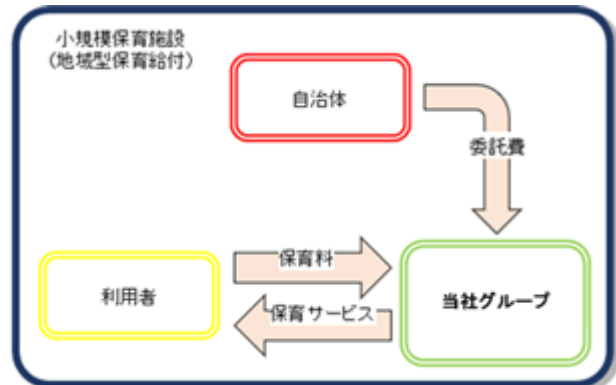 小規模保育施設
（地域型保育給付）
自治体
委託費
保育料
利用者
当社グループ
保育サービス